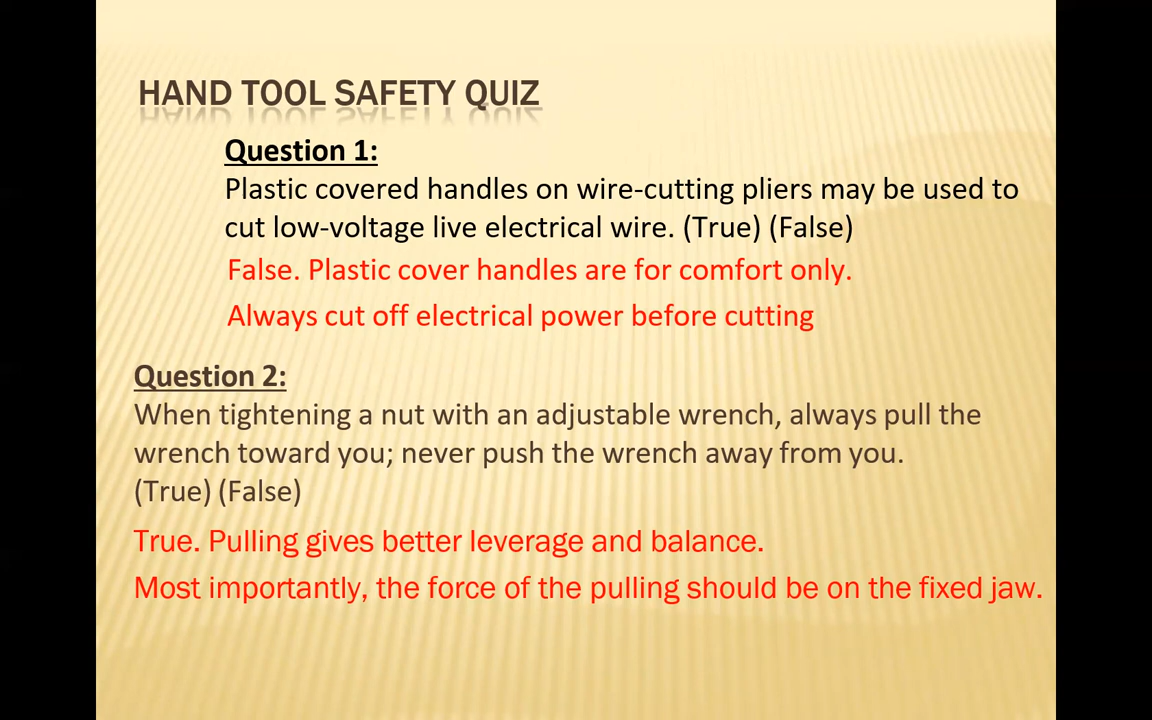 HAND TOOL SAFETY QUIZ
Question 1:
Plastic covered handles on wire-cutting pliers may be used to
cut low-voltage live electrical wire. (True) (False)
False. Plastic cover handles are for comfort only.
Always cut off electrical power before cutting
Question 2:
When tightening a nut with an adjustable wrench, always pull the
wrench toward you; never push the wrench away from you.
(True) (False)
True. Pulling gives better leverage and balance.
Most importantly, the force of the pulling should be on the fixed jaw.